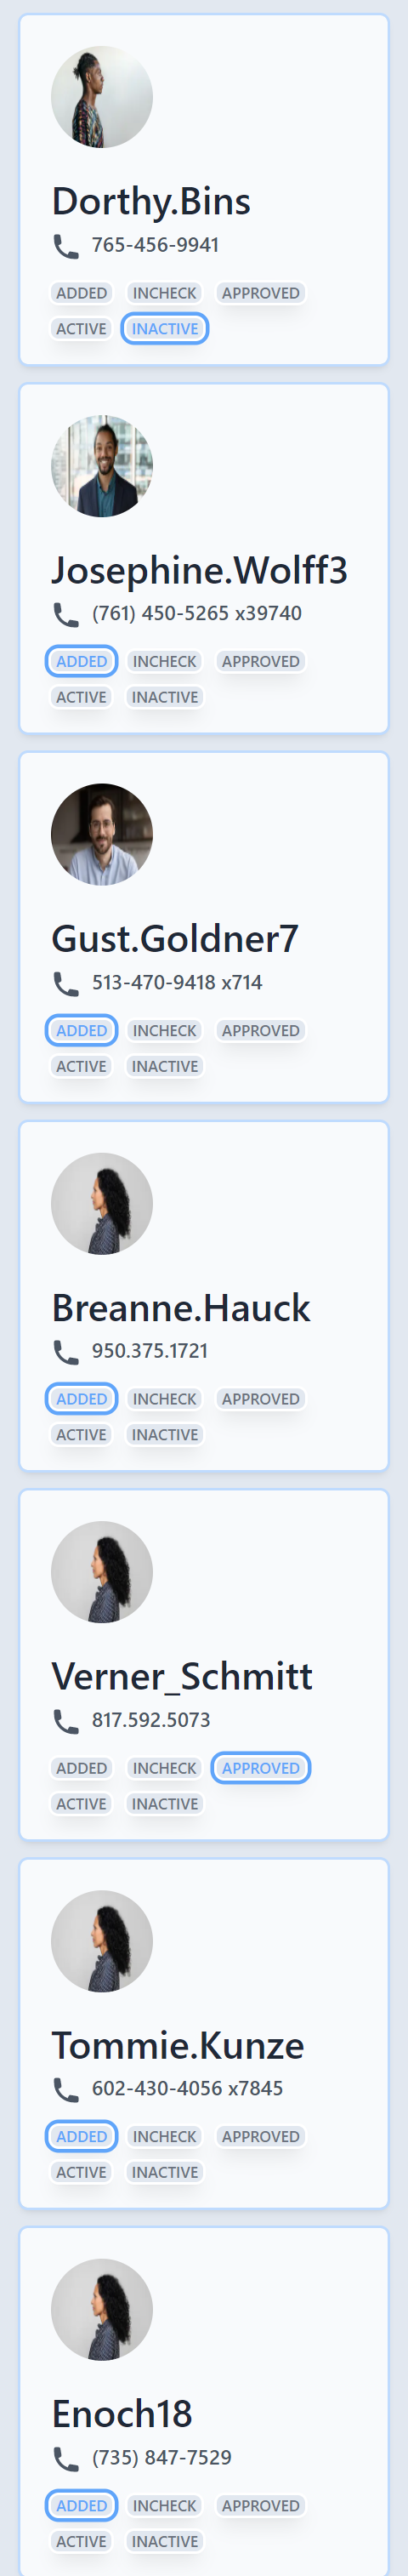 Dorthy.Bins
765-456-9941
ADDED INCHECK APPROVED
ACTIVE INACTIVE
Josephine.Wolff3
(761) 450-5265 x39740
ADDED INCHECK APPROVED
ACTIVE INACTIVE
Gust.Goldner7
513-470-9418 x714
ADDED INCHECK APPROVED
ACTIVE INACTIVE
Breanne.Hauck
950.375.1721
ADDED INCHECK APPROVED
ACTIVE INACTIVE
Verner_Schmitt
817.592.5073
ADDED INCHECK APPROVED
ACTIVE INACTIVE
Tommie.Kunze
602-430-4056 x7845
ADDED INCHECK APPROVED
ACTIVE INACTIVE
Enoch18
(735) 847-7529
ADDED INCHECK APPROVED
ACTIVE INACTIVE